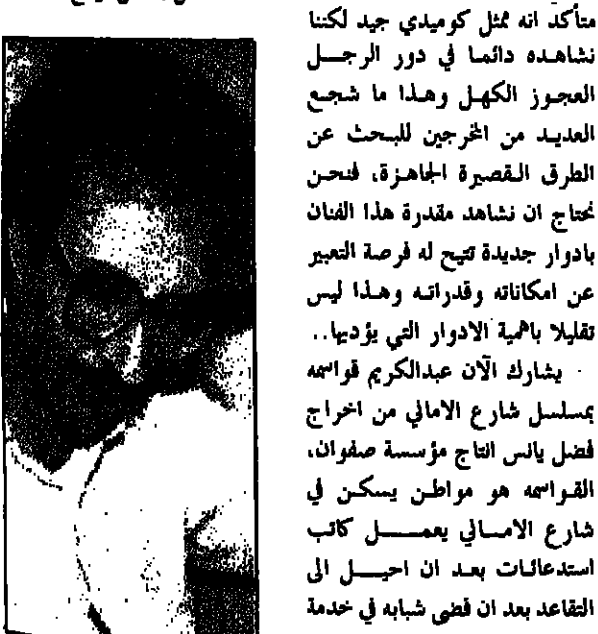 متأكد انه ممثل كوميدي جيد لكننا
نشاهده دائما في دور الرجل
العجوز الكهل وهذا ما شجع
العديد من المخرجين للبحث عن
الطرق القصيرة الجاهزة، فنحن
نحتاج ان نشاهد مقدرة هذا الفنان
بادوار جديدة تتيح له فرصة التعبير
عن امكاناته وقدراته وهذا ليس
تقليلا باهمية الادوار التي يؤديها..
يشارك الآن عبدالكريم قواسمه
بمسلسل شارع الاماني من اخراج
فضل يانس انتاج مؤسسة صفوان،
القواسمه هو مواطن يسكن في
شارع الامالي يعمل كاتب
استدعائات بعد ان احيل الى
التقاعد بعد ان قضى شبابه في خدمة